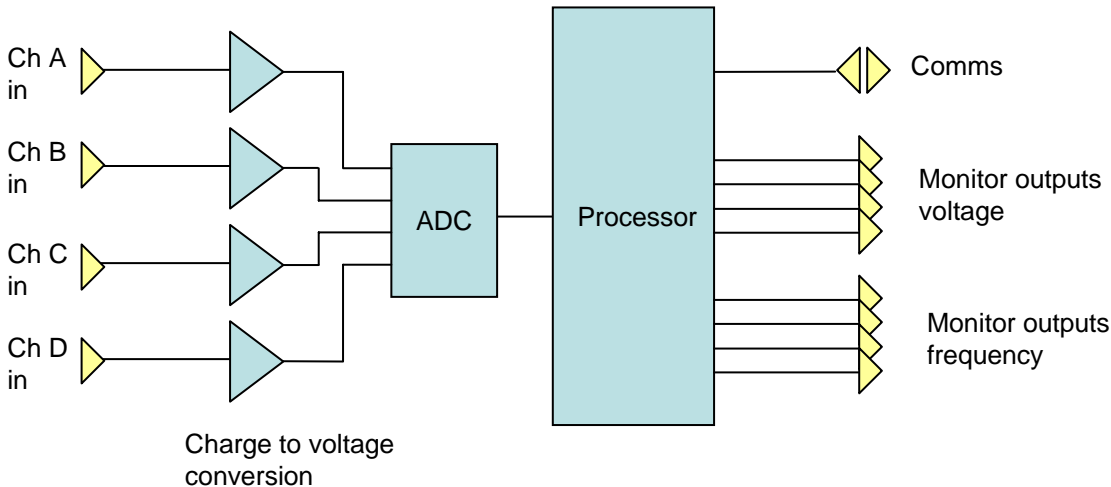 Ch A
in
Ch B
in
Ch C
in
Ch D
in
Charge to voltage
conversion
ADC
Processor
Comms
Monitor outputs
voltage
Monitor outputs
frequency